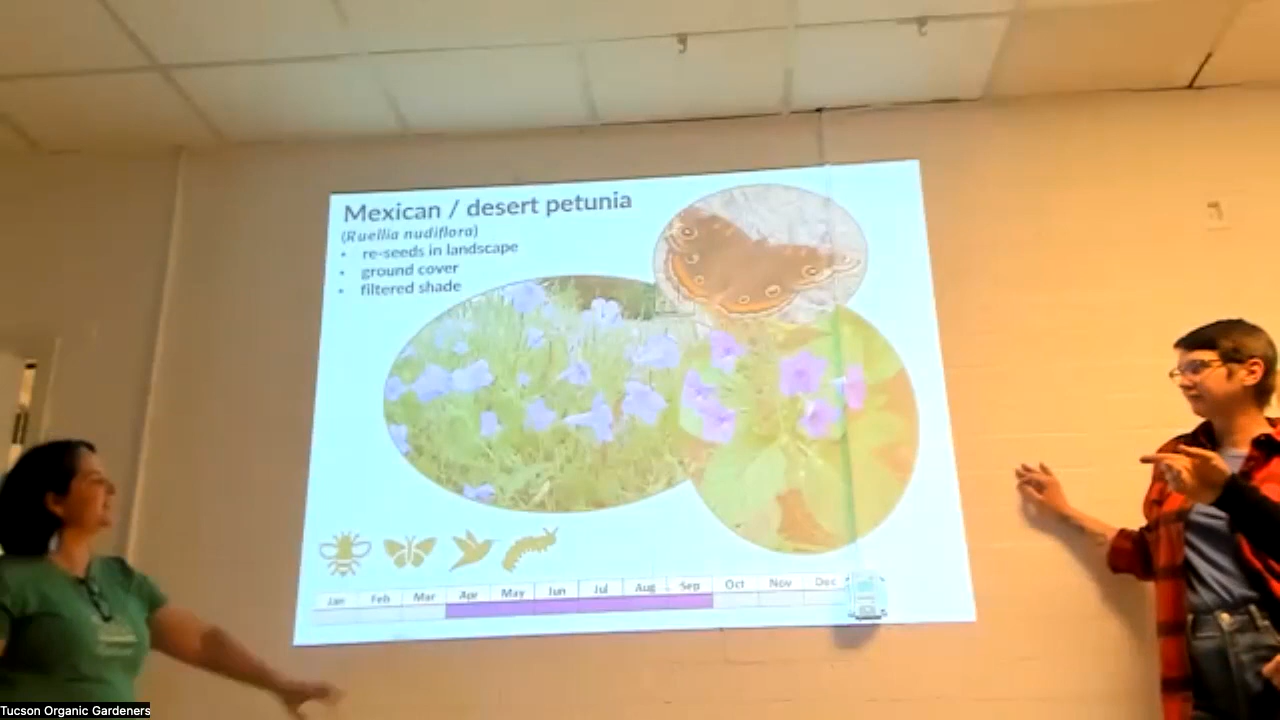 Mexican / desert petunia
(Ruellia nudiflora)
• re-seeds in landscape
• ground cover
• filtered shade
Jan Feb Mar Apr May Jun Jul Aug Sep Oct Nov Dec
Tucson Organic Gardeners